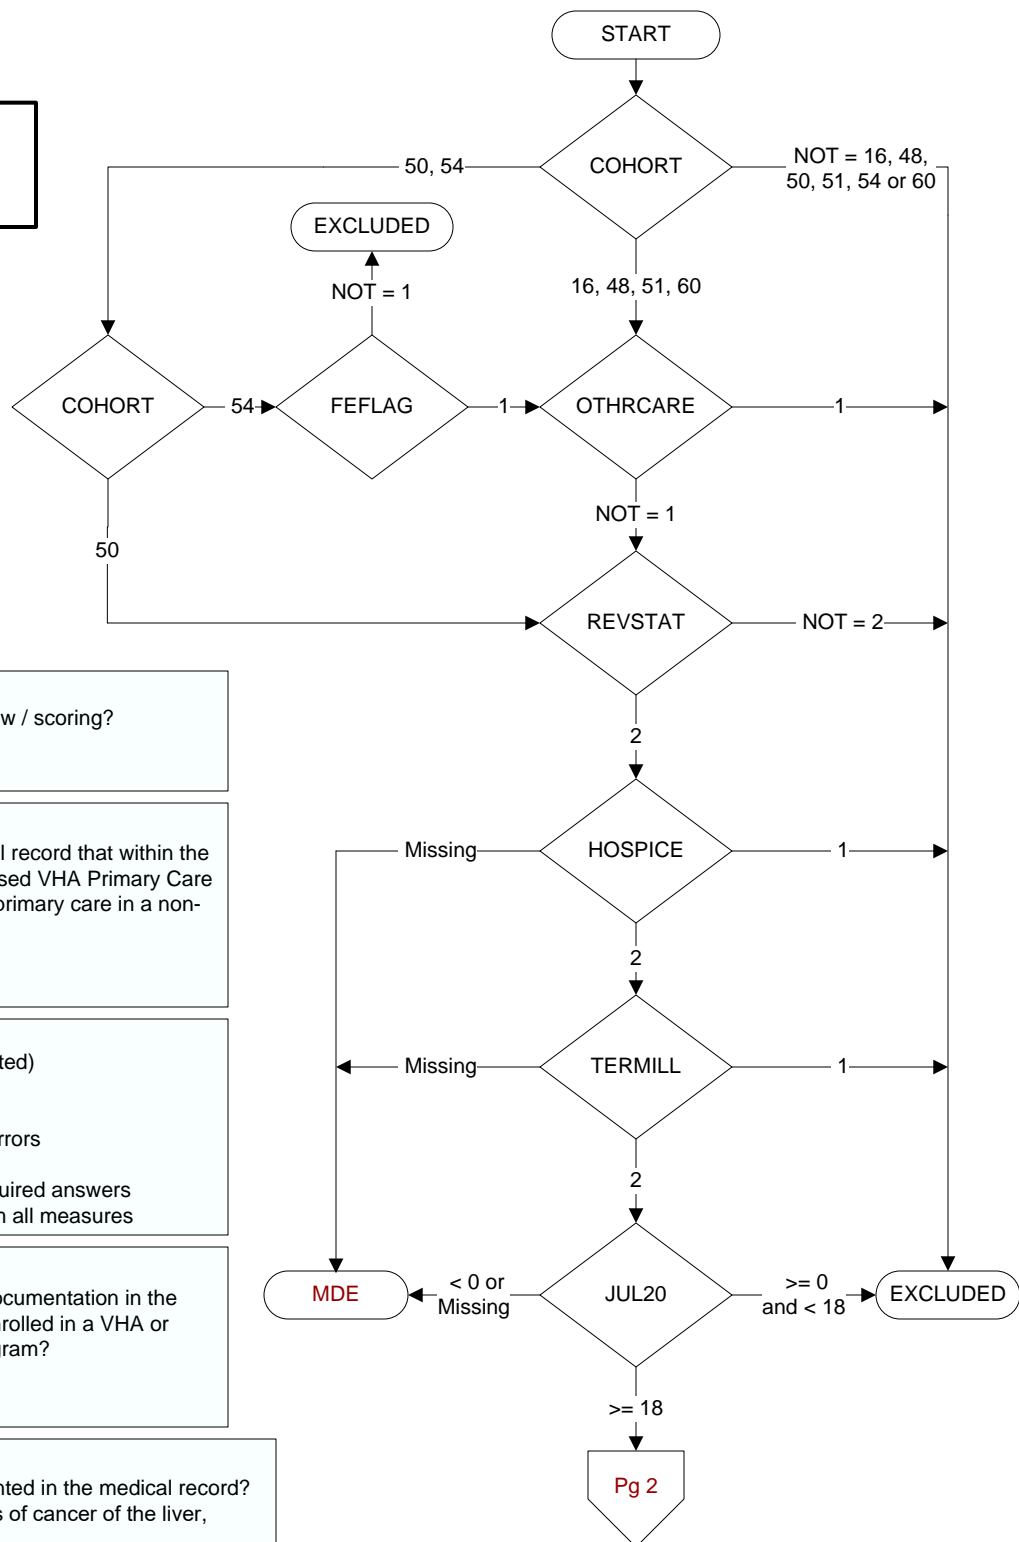 START
COHORT
50, 54
NOT = 16, 48,
50, 51, 54 or 60
EXCLUDED
NOT = 1
16, 48, 51, 60
COHORT
54
FEFLAG
1
OTHRCARE
1
NOT = 1
50
REVSTAT
NOT = 2
2
w / scoring?
HOSPICE
Missing
1
l record that within the
sed VHA Primary Care
primary care in a non-
2
TERMILL
Missing
1
ted)
rrors
uired answers
n all measures
2
JUL20
< 0 or
Missing
MDE
>= 0
and < 18
EXCLUDED
ocumentation in the
nrolled in a VHA or
gram?
>= 18
Pg 2
nted in the medical record?
s of cancer of the liver,